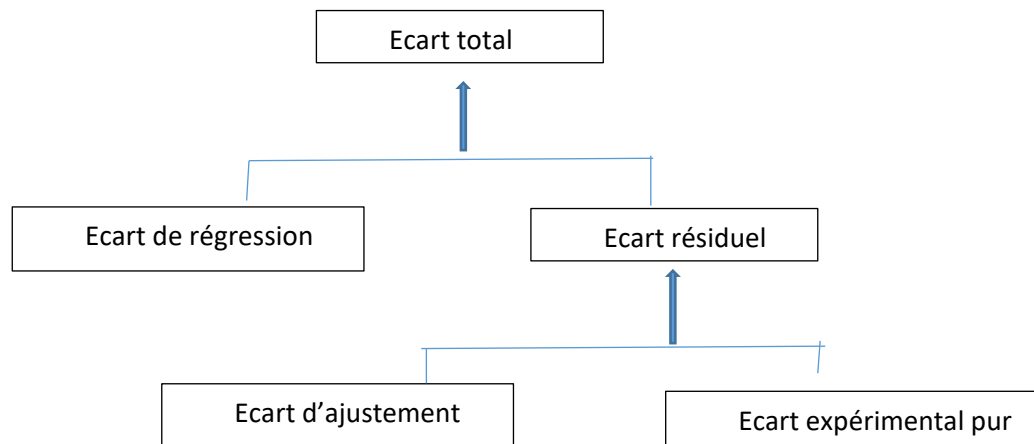 Ecart total
Ecart de régression
Ecart résiduel
Ecart d’ajustement
Ecart expérimental pur